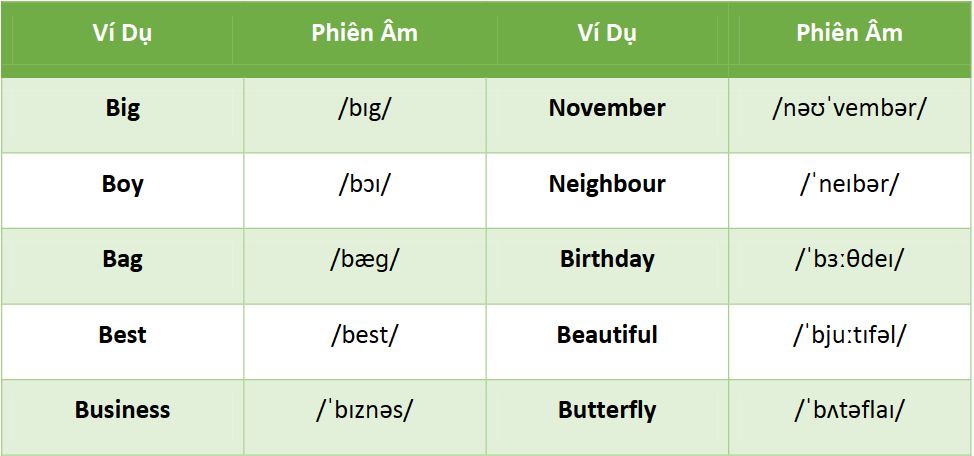 Ví Dụ Phiên Âm Ví Dụ Phiên Âm
Big /bɪg/ November /nəʊˈvembər/
Boy /bɔɪ/ Neighbour /ˈneɪbər/
Bag /bæg/ Birthday /ˈbɜːθdeɪ/
Best /best/ Beautiful /ˈbjuːtɪfəl/
Business /ˈbɪznəs/ Butterfly /ˈbʌtəflaɪ/